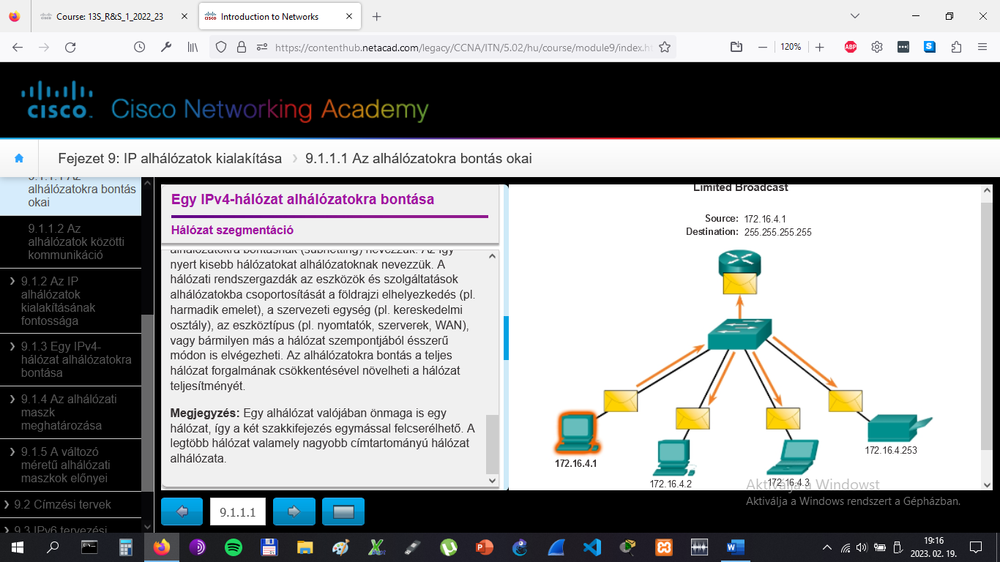 Course: 13S_R&S_1_2022_23
Introduction to Networks
https://contenthub.netacad.com/legacy/CCNA/ITN/5.02/hu/course/module9/index.h
120%
ABP
CISCO
Cisco Networking Academy
Fejezet 9: IP alhálózatok kialakítása
9.1.1.1 Az alhálózatokra bontás okai
9.1.1.1 Az
alhálózatokra bontás
okai
9.1.1.2 Az
alhálózatok közötti
kommunikáció
9.1.2 Az IP
alhálózatok
kialakításának
fontossága
9.1.3 Egy IPv4-
hálózat alhálózatokra
bontása
9.1.4 Az alhálózati
maszk
meghatározása
9.1.5 A változó
méretű alhálózati
maszkok előnyei
9.2 Címzési tervek
9.3 IPv6 tervezési
Egy IPv4-hálózat alhálózatokra bontása
Hálózat szegmentáció
alhálózatokra bontásnak (subnetting) nevezzük. Az így
nyert kisebb hálózatokat alhálózatoknak nevezzük. A
hálózati rendszergazdák az eszközök és szolgáltatások
alhálózatokba csoportosítását a földrajzi elhelyezkedés (pl.
harmadik emelet), a szervezeti egység (pl. kereskedelmi
osztály), az eszköztípus (pl. nyomtatók, szerverek, WAN),
vagy bármilyen más a hálózat szempontjából ésszerű
módon is elvégezheti. Az alhálózatokra bontás a teljes
hálózat forgalmának csökkentésével növelheti a hálózat
teljesítményét.
Megjegyzés: Egy alhálózat valójában önmaga is egy
hálózat, így a két szakkifejezés egymással felcserélhető. A
legtöbb hálózat valamely nagyobb címtartományú hálózat
alhálózata.
9.1.1.1
Limited Broadcast
Source: 172.16.4.1
Destination: 255.255.255.255
172.16.4.1
172.16.4.2
172.16.4.3
172.16.4.253
Aktiválja a Windowst
Aktiválja a Windows rendszert a Gépházban.
19:16
2023. 02. 19.